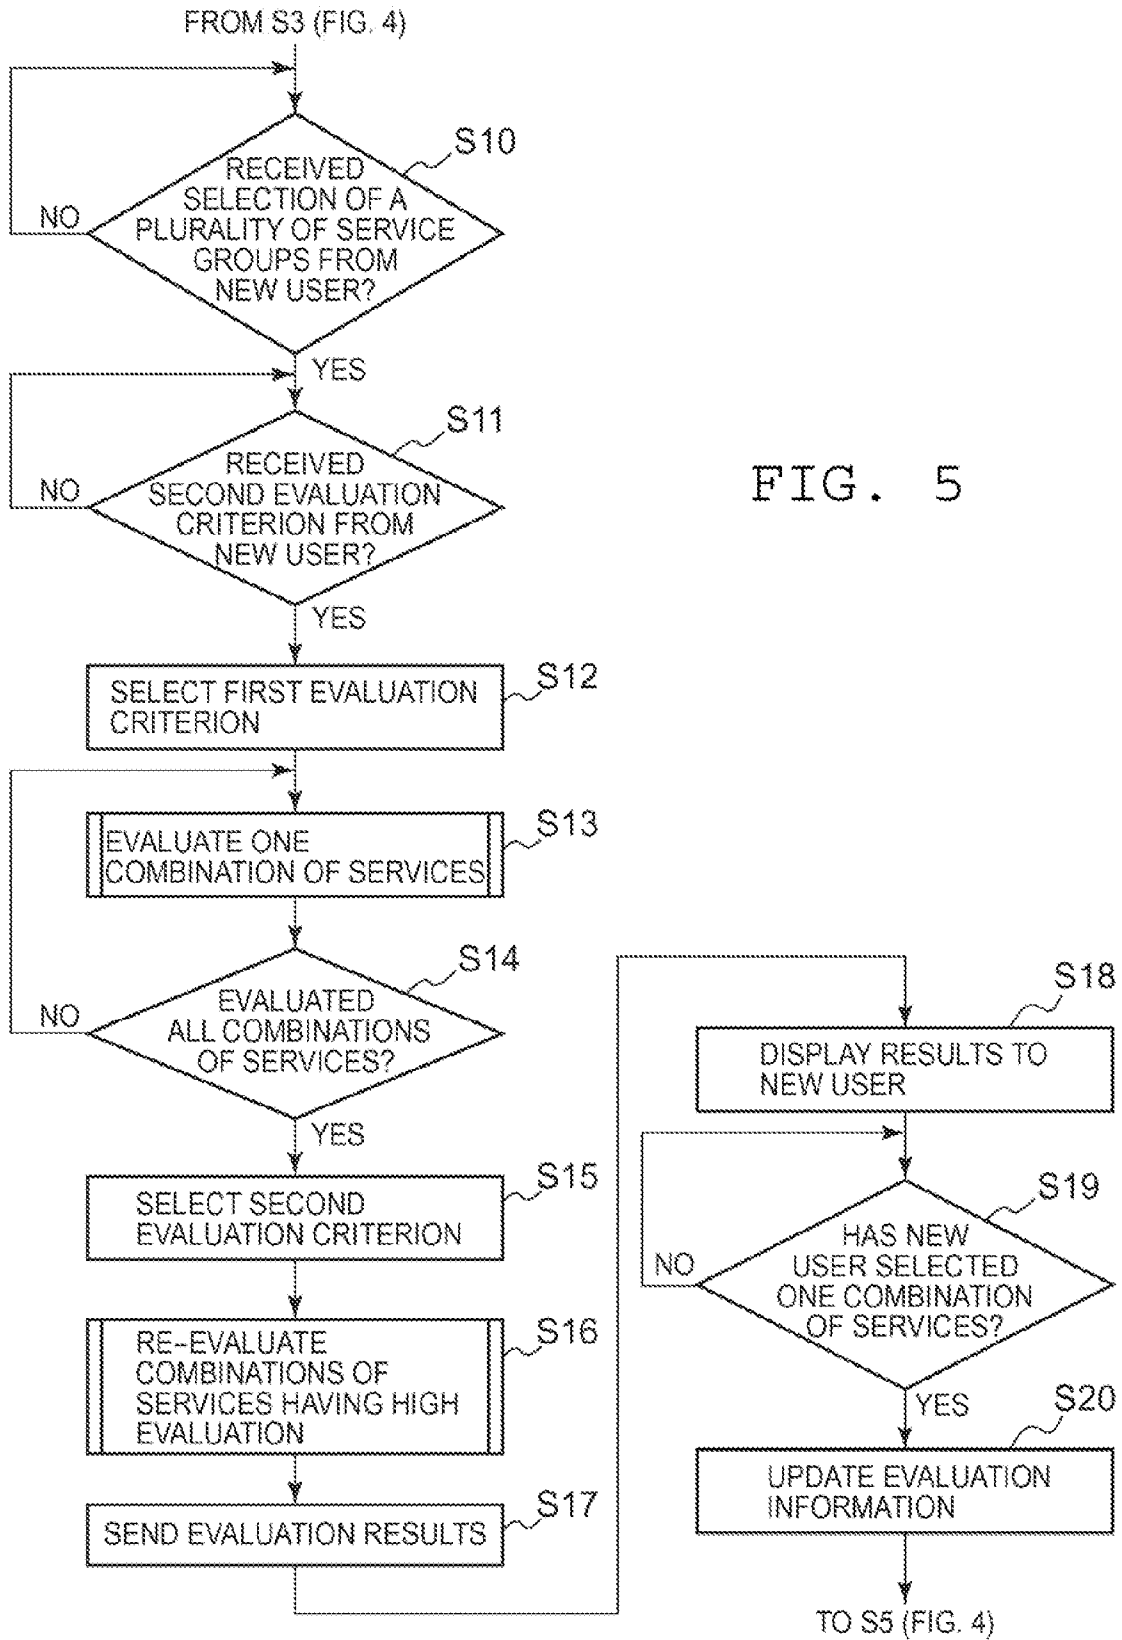 FROM S3 (FIG. 4)
S10
RECEIVED
SELECTION OF A
PLURALITY OF SERVICE
GROUPS FROM
NEW USER?
NO
YES
S11
RECEIVED
SECOND EVALUATION
CRITERION FROM
NEW USER?
NO
YES
FIG. 5
S12
SELECT FIRST EVALUATION
CRITERION
S13
EVALUATE ONE
COMBINATION OF SERVICES
S14
EVALUATED
ALL COMBINATIONS
OF SERVICES?
NO
YES
S15
SELECT SECOND
EVALUATION CRITERION
S16
RE-EVALUATE
COMBINATIONS OF
SERVICES HAVING HIGH
EVALUATION
S17
SEND EVALUATION RESULTS
S18
DISPLAY RESULTS TO
NEW USER
S19
HAS NEW
USER SELECTED
ONE COMBINATION
OF SERVICES?
NO
YES
S20
UPDATE EVALUATION
INFORMATION
TO S5 (FIG. 4)